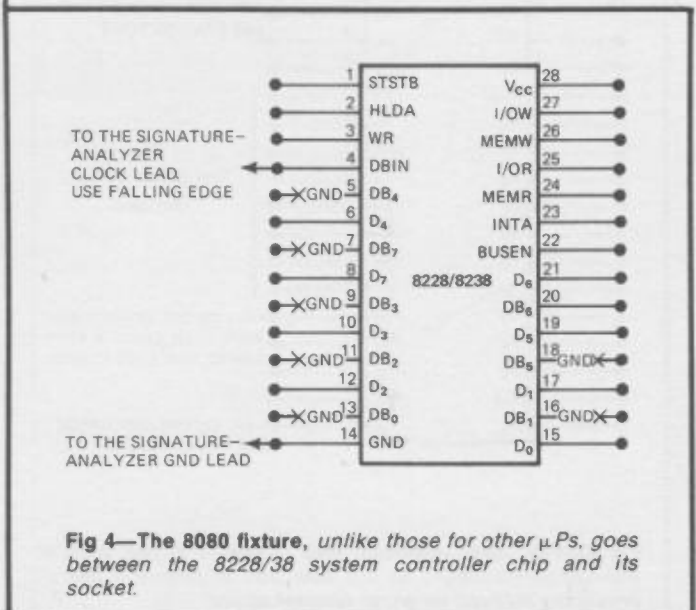 1 STSTB VCC 28
2 HLDA I/OW 27
TO THE SIGNATURE–
ANALYZER
CLOCK LEAD.
USE FALLING EDGE
3 WR MEMW 26
4 DBIN I/OR 25
GND 5 DB4 MEMR 24
6 D4 INTA 23
GND 7 DB7 BUSEN 22
8 D7 8228/8238 D6 21
GND 9 DB3 DB6 20
10 D3 D5 19
GND 11 DB2 DB5 18 GND
12 D2 D1 17
GND 13 DB0 DB1 16 GND
TO THE SIGNATURE–
ANALYZER GND LEAD
14 GND D0 15
Fig 4—The 8080 fixture, unlike those for other μPs, goes
between the 8228/38 system controller chip and its
socket.